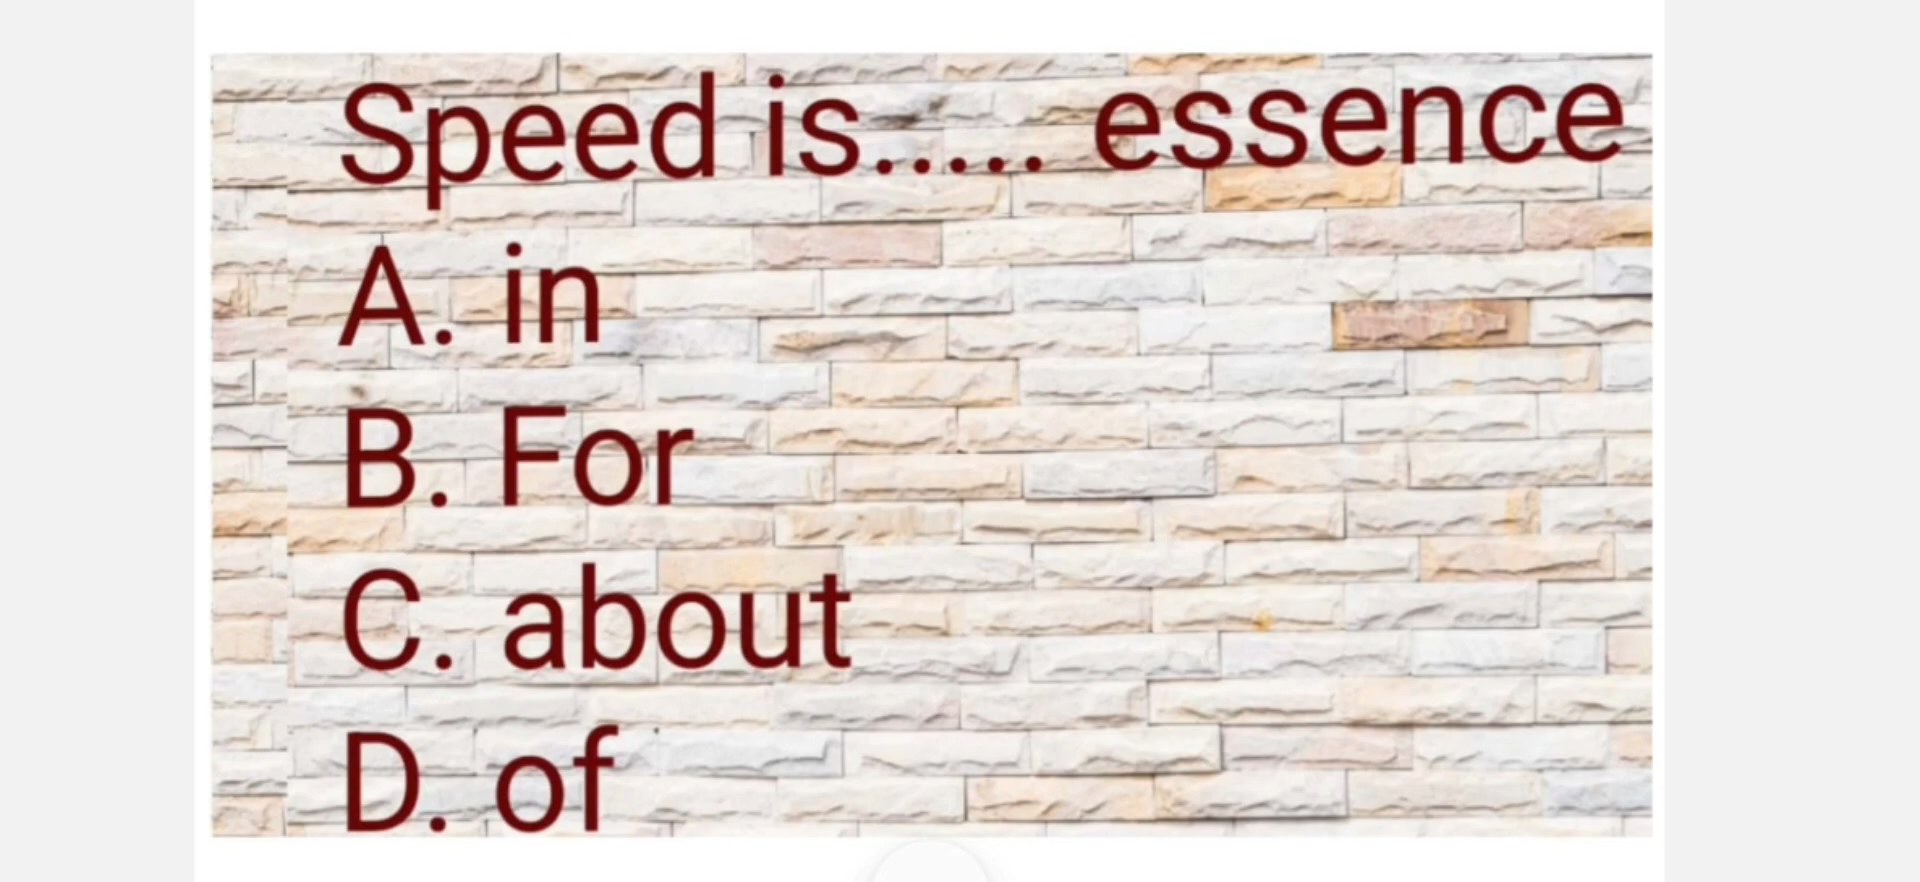 Speed is..... essence
A. in
B. For
C. about
D. of